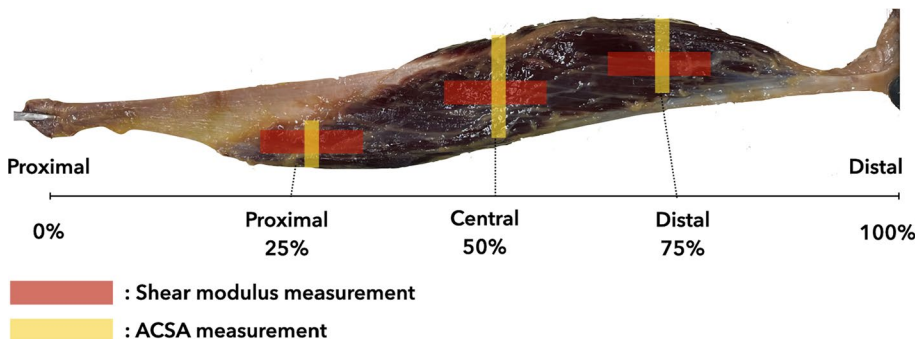 Proximal
Distal
0%
Proximal
25%
Central
50%
Distal
75%
100%
: Shear modulus measurement
: ACSA measurement